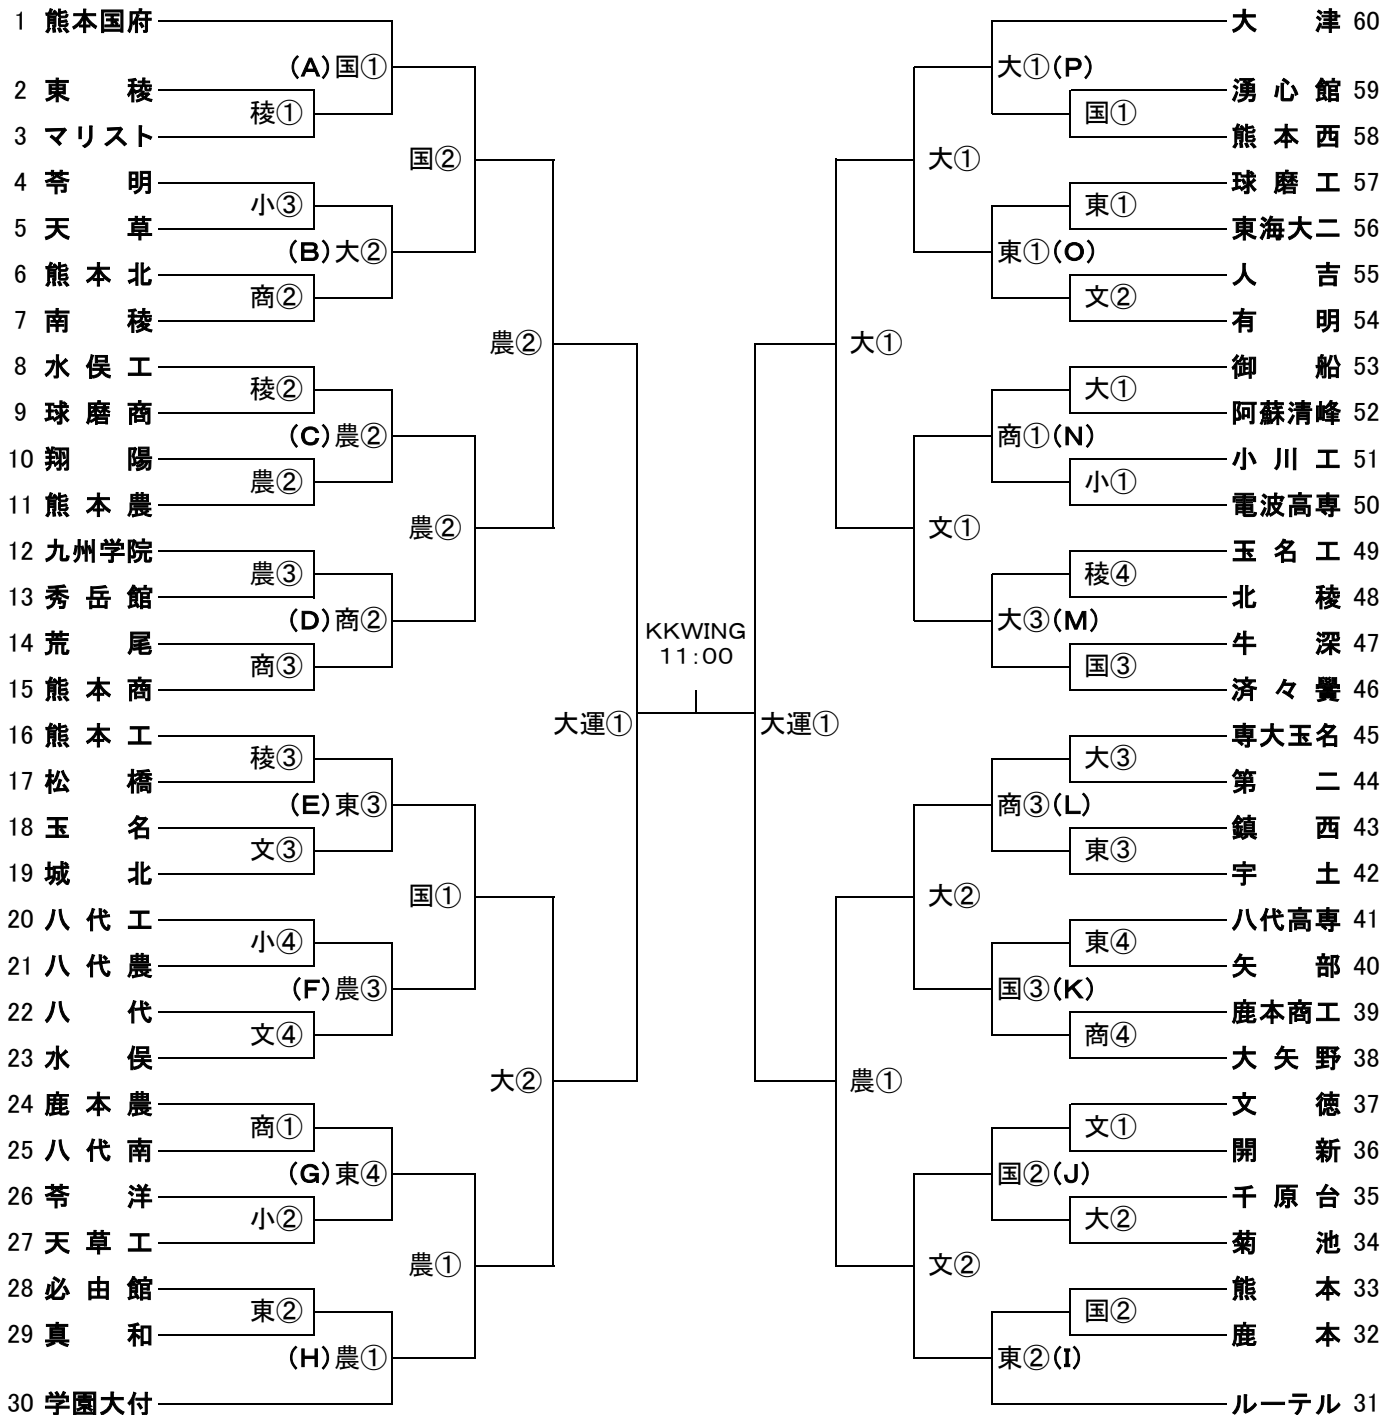 1 熊本国府
(A)国①
2 東稜
稜①
3 マリスト
国②
4 苓明
小③
5 天草
(B)大②
6 熊本北
商②
7 南稜
農②
8 水俣工
稜②
9 球磨商
(C)農②
10 翔陽
農②
11 熊本農
農②
12 九州学院
農③
13 秀岳館
(D)商②
14 荒尾
商③
15 熊本商
大運①
16 熊本工
稜③
17 松橋
(E)東③
18 玉名
文③
19 城北
国①
20 八代工
小④
21 八代農
(F)農③
22 八代
文④
23 水俣
大②
24 鹿本農
商①
25 八代南
(G)東④
26 苓洋
小②
27 天草工
農①
28 必由館
東②
29 真和
(H)農①
30 学園大付
KKWING
11:00
大津 60
大①(P)
湧心館 59
国①
熊本西 58
大①
球磨工 57
東①
東海大二 56
東①(O)
人吉 55
文②
有明 54
大①
御船 53
大①
阿蘇清峰 52
商①(N)
小川工 51
小①
電波高専 50
文①
玉名工 49
稜④
北稜 48
大③(M)
牛深 47
国③
済々黌 46
大運①
専大玉名 45
大③
第二 44
商③(L)
鎮西 43
東③
宇土 42
大②
八代高専 41
東④
矢部 40
国③(K)
鹿本商工 39
商④
大矢野 38
農①
文徳 37
文①
開新 36
国②(J)
千原台 35
大②
菊池 34
文②
熊本 33
国②
鹿本 32
東②(I)
ルーテル 31